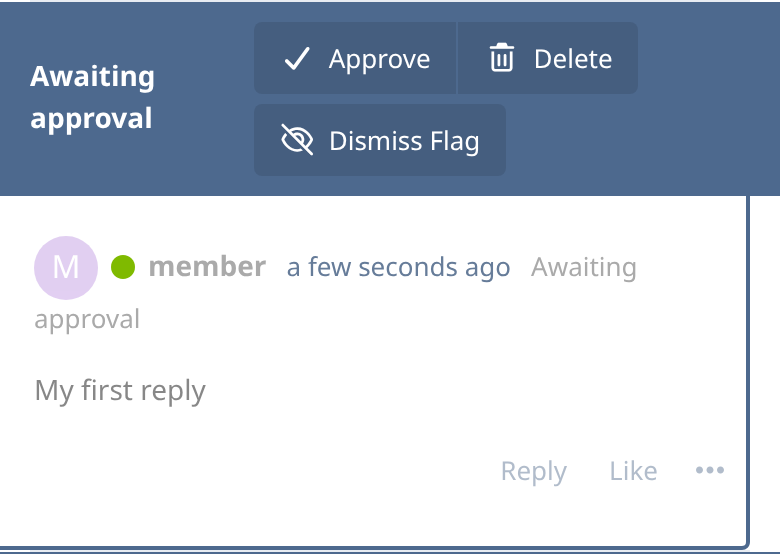 Awaiting
approval
Approve
Delete
Dismiss Flag
M
member a few seconds ago Awaiting
approval
My first reply
Reply Like